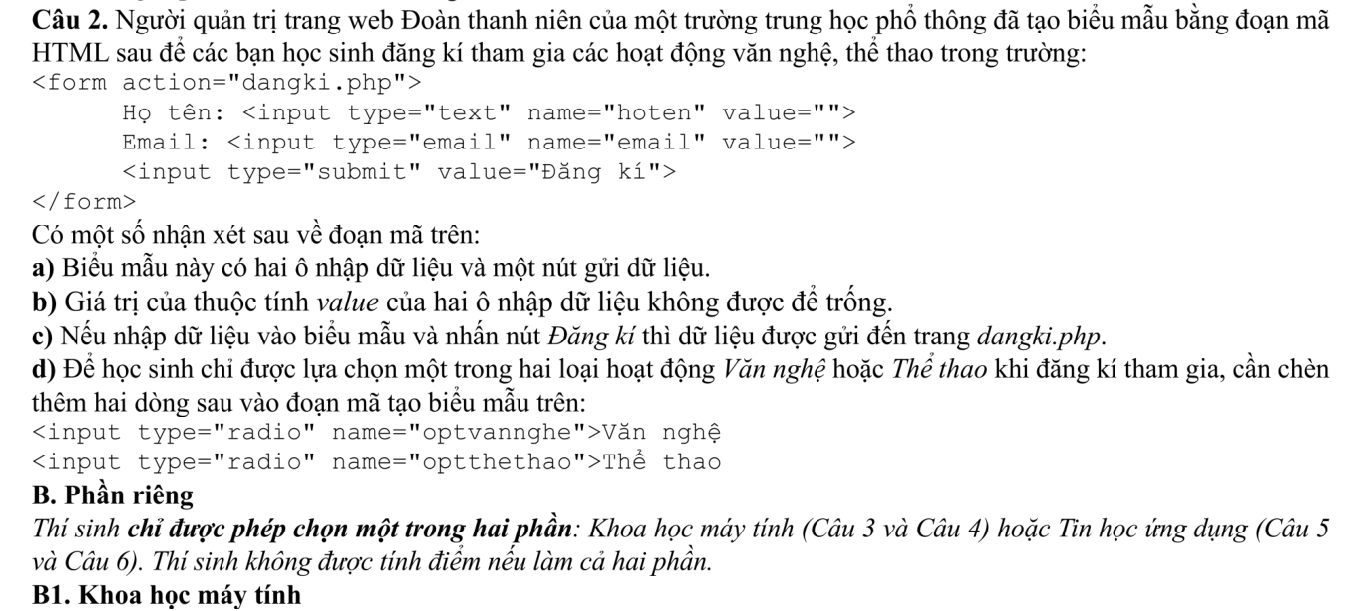 Câu 2. Người quản trị trang web Đoàn thanh niên của một trường trung học phổ thông đã tạo biểu mẫu bằng đoạn mã
HTML sau để các bạn học sinh đăng kí tham gia các hoạt động văn nghệ, thể thao trong trường:
<form action="dangki.php">
Họ tên: <input type="text" name="hoten" value="">
Email: <input type="email" name="email" value="">
<input type="submit" value="Đăng kí">
</form>
Có một số nhận xét sau về đoạn mã trên:
a) Biểu mẫu này có hai ô nhập dữ liệu và một nút gửi dữ liệu.
b) Giá trị của thuộc tính value của hai ô nhập dữ liệu không được để trống.
c) Nếu nhập dữ liệu vào biểu mẫu và nhấn nút Đăng kí thì dữ liệu được gửi đến trang dangki.php.
d) Để học sinh chỉ được lựa chọn một trong hai loại hoạt động Văn nghệ hoặc Thể thao khi đăng kí tham gia, cần chèn
thêm hai dòng sau vào đoạn mã tạo biểu mẫu trên:
<input type="radio" name="optvannghe">Văn nghệ
<input type="radio" name="optthethao">Thể thao
B. Phần riêng
Thí sinh chỉ được phép chọn một trong hai phần: Khoa học máy tính (Câu 3 và Câu 4) hoặc Tin học ứng dụng (Câu 5
và Câu 6). Thí sinh không được tính điểm nếu làm cả hai phần.
B1. Khoa học máy tính